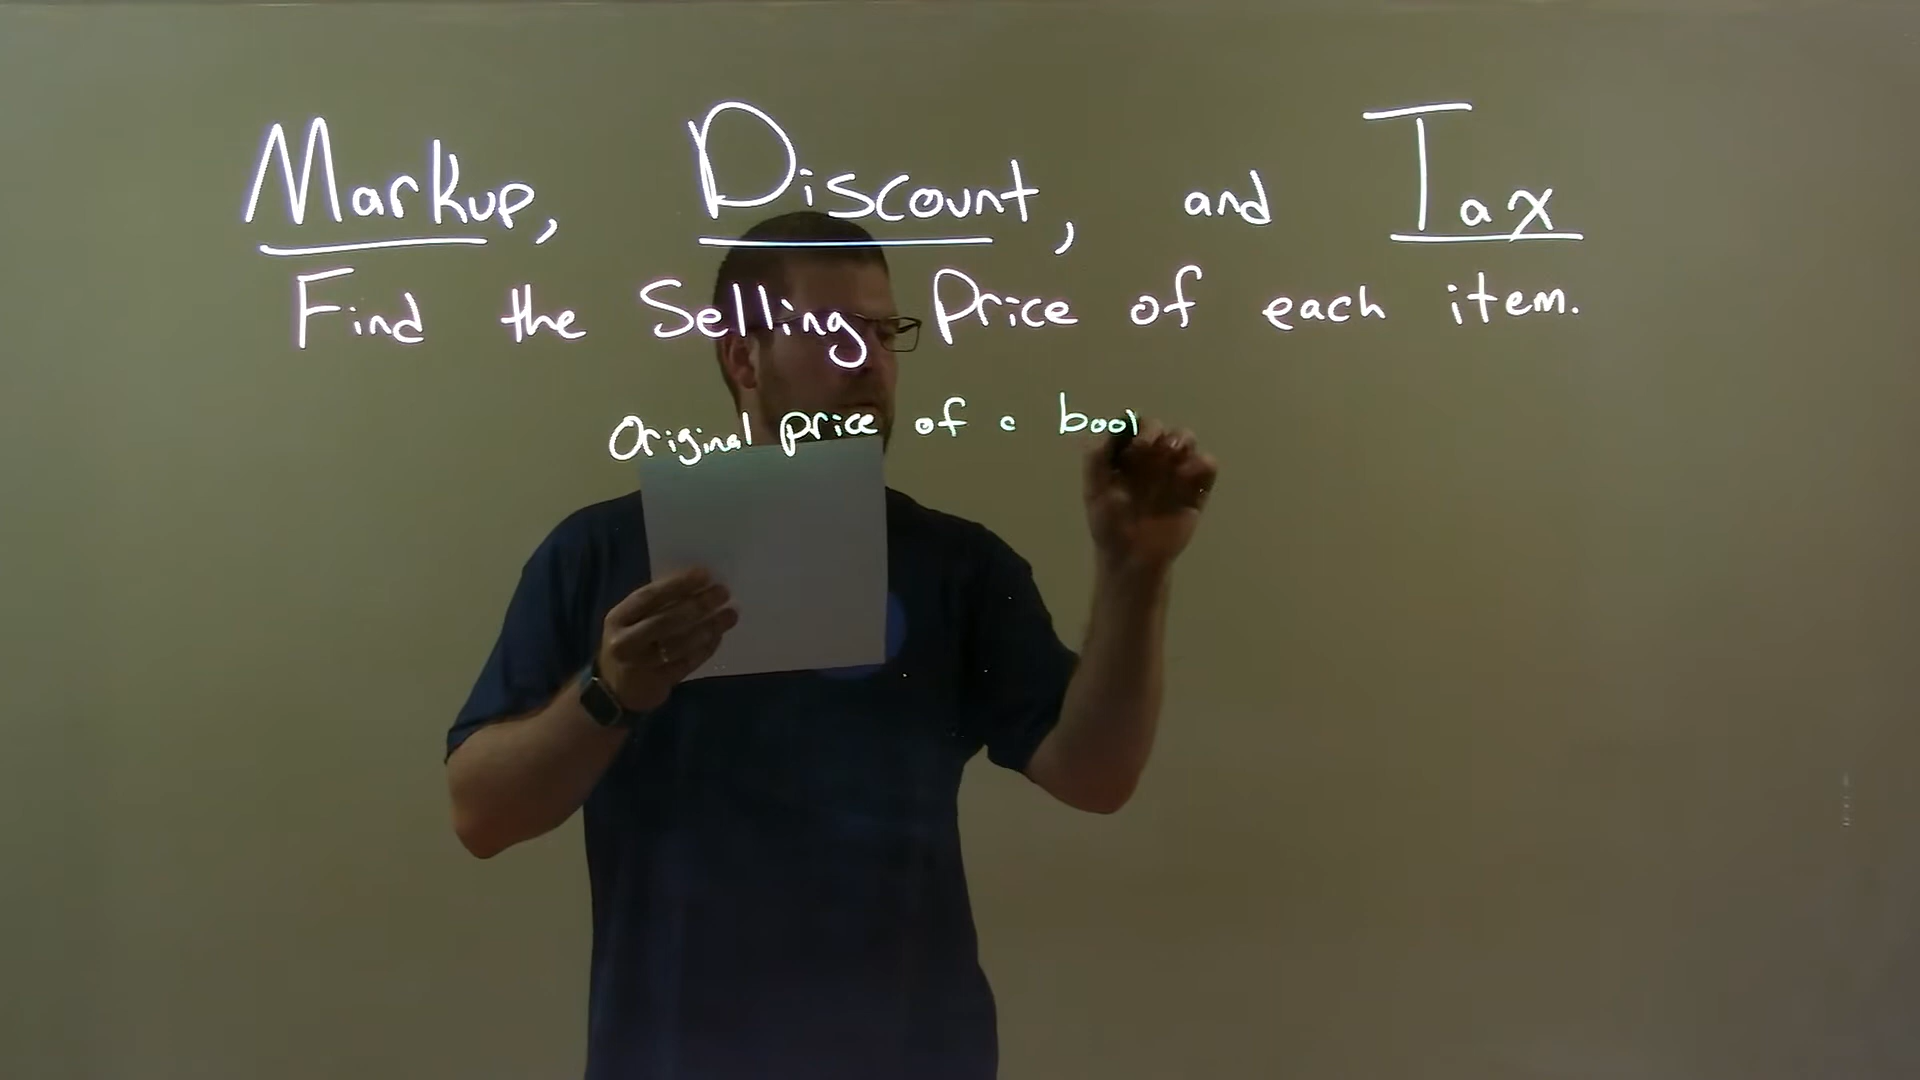 Markup, Discount, and Tax
Find the Selling Price of each item.
Original price of a